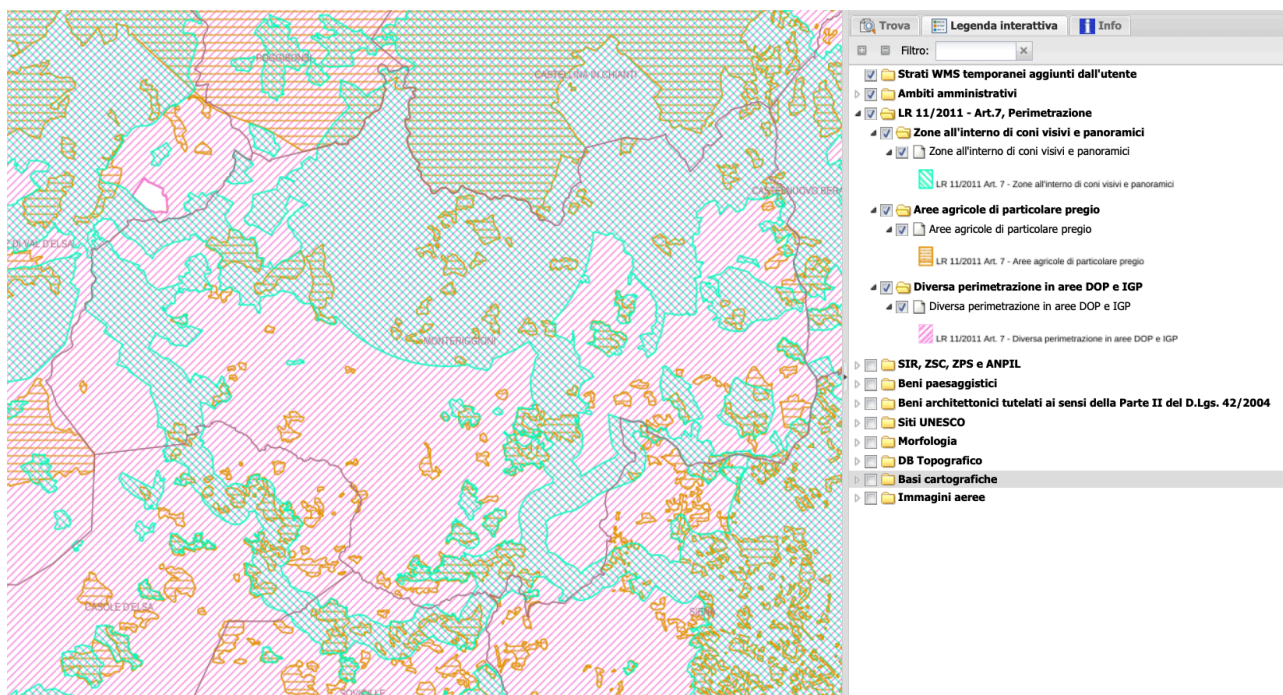 POGGIBONSI
CASTELLINA IN CHIANTI
CASTELNUOVO BERA
DI VAL D'ELSA
MONTERIGGIONI
CASOLE D'ELSA
SIENA
SOVICILLE
Trova
Legenda interattiva
Info
Filtro:
Strati WMS temporanei aggiunti dall'utente
Ambiti amministrativi
LR 11/2011 - Art.7, Perimetrazione
Zone all'interno di coni visivi e panoramici
Zone all'interno di coni visivi e panoramici
LR 11/2011 Art. 7 - Zone all'interno di coni visivi e panoramici
Aree agricole di particolare pregio
Aree agricole di particolare pregio
LR 11/2011 Art. 7 - Aree agricole di particolare pregio
Diversa perimetrazione in aree DOP e IGP
Diversa perimetrazione in aree DOP e IGP
LR 11/2011 Art. 7 - Diversa perimetrazione in aree DOP e IGP
SIR, ZSC, ZPS e ANPIL
Beni paesaggistici
Beni architettonici tutelati ai sensi della Parte II del D.Lgs. 42/2004
Siti UNESCO
Morfologia
DB Topografico
Basi cartografiche
Immagini aeree